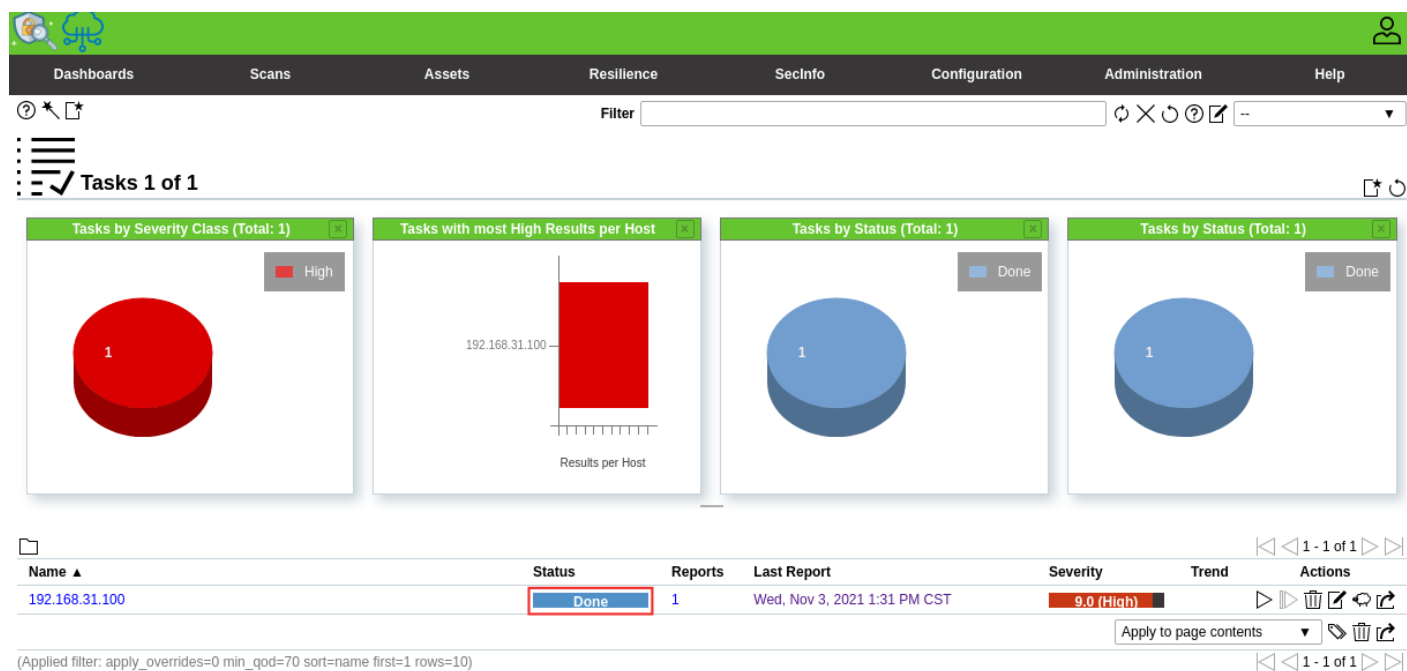 Dashboards Scans Assets Resilience SecInfo Configuration Administration Help
Filter --
Tasks 1 of 1
Tasks by Severity Class (Total: 1) Tasks with most High Results per Host Tasks by Status (Total: 1) Tasks by Status (Total: 1)
High Done Done
192.168.31.100
1 1 1
Results per Host
1 - 1 of 1
Name ▲ Status Reports Last Report Severity Trend Actions
192.168.31.100 Done 1 Wed, Nov 3, 2021 1:31 PM CST 9.0 (High)
Apply to page contents ▼
(Applied filter: apply_overrides=0 min_qod=70 sort=name first=1 rows=10) 1 - 1 of 1